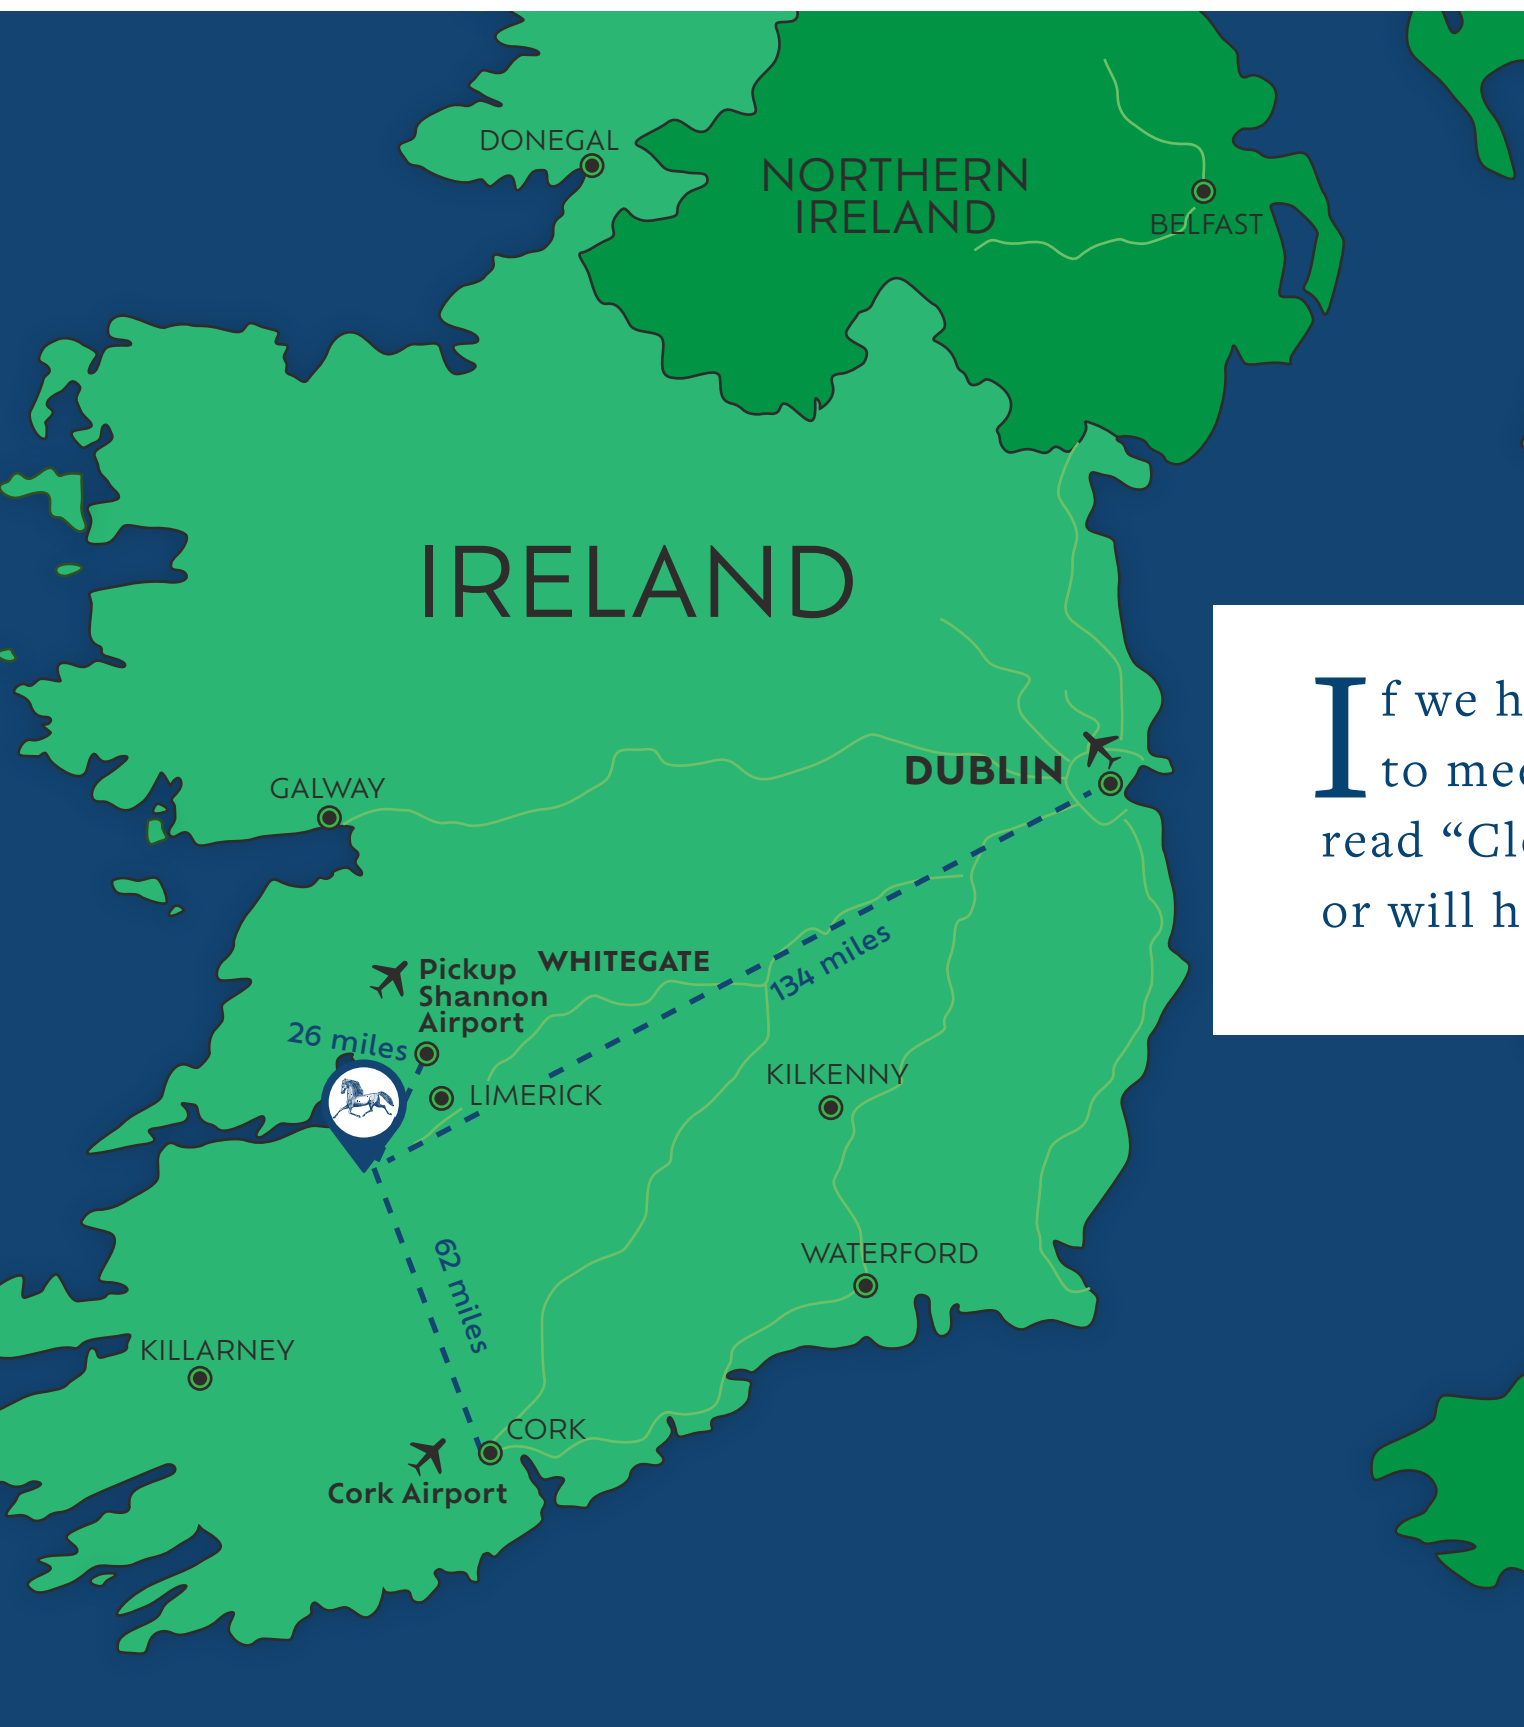 DONEGAL
NORTHERN
IRELAND
BELFAST
IRELAND
GALWAY
DUBLIN
134 miles
WHITEGATE
Pickup
Shannon
Airport
26 miles
LIMERICK
KILKENNY
WATERFORD
62 miles
KILLARNEY
CORK
Cork Airport
If we h
to me
read “Cl
or will h